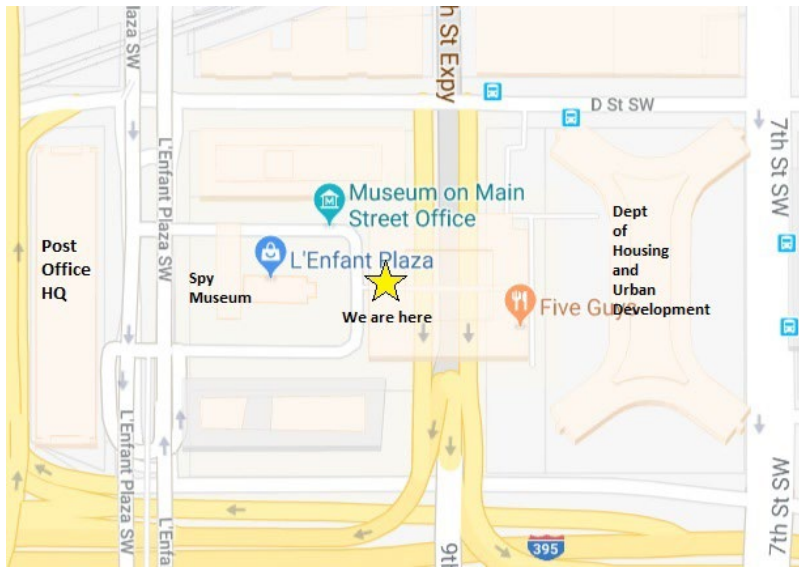 Plaza SW
h St Expy
D St SW
7th St SW
L'Enfant Plaza SW
Museum on Main
Street Office
Dept
of
Housing
and
Urban
Development
Post
Office
HQ
L'Enfant Plaza
Spy
Museum
We are here
Five Guys
L'Enfant Plaza SW
L'Enfa
9th
395
7th St SW